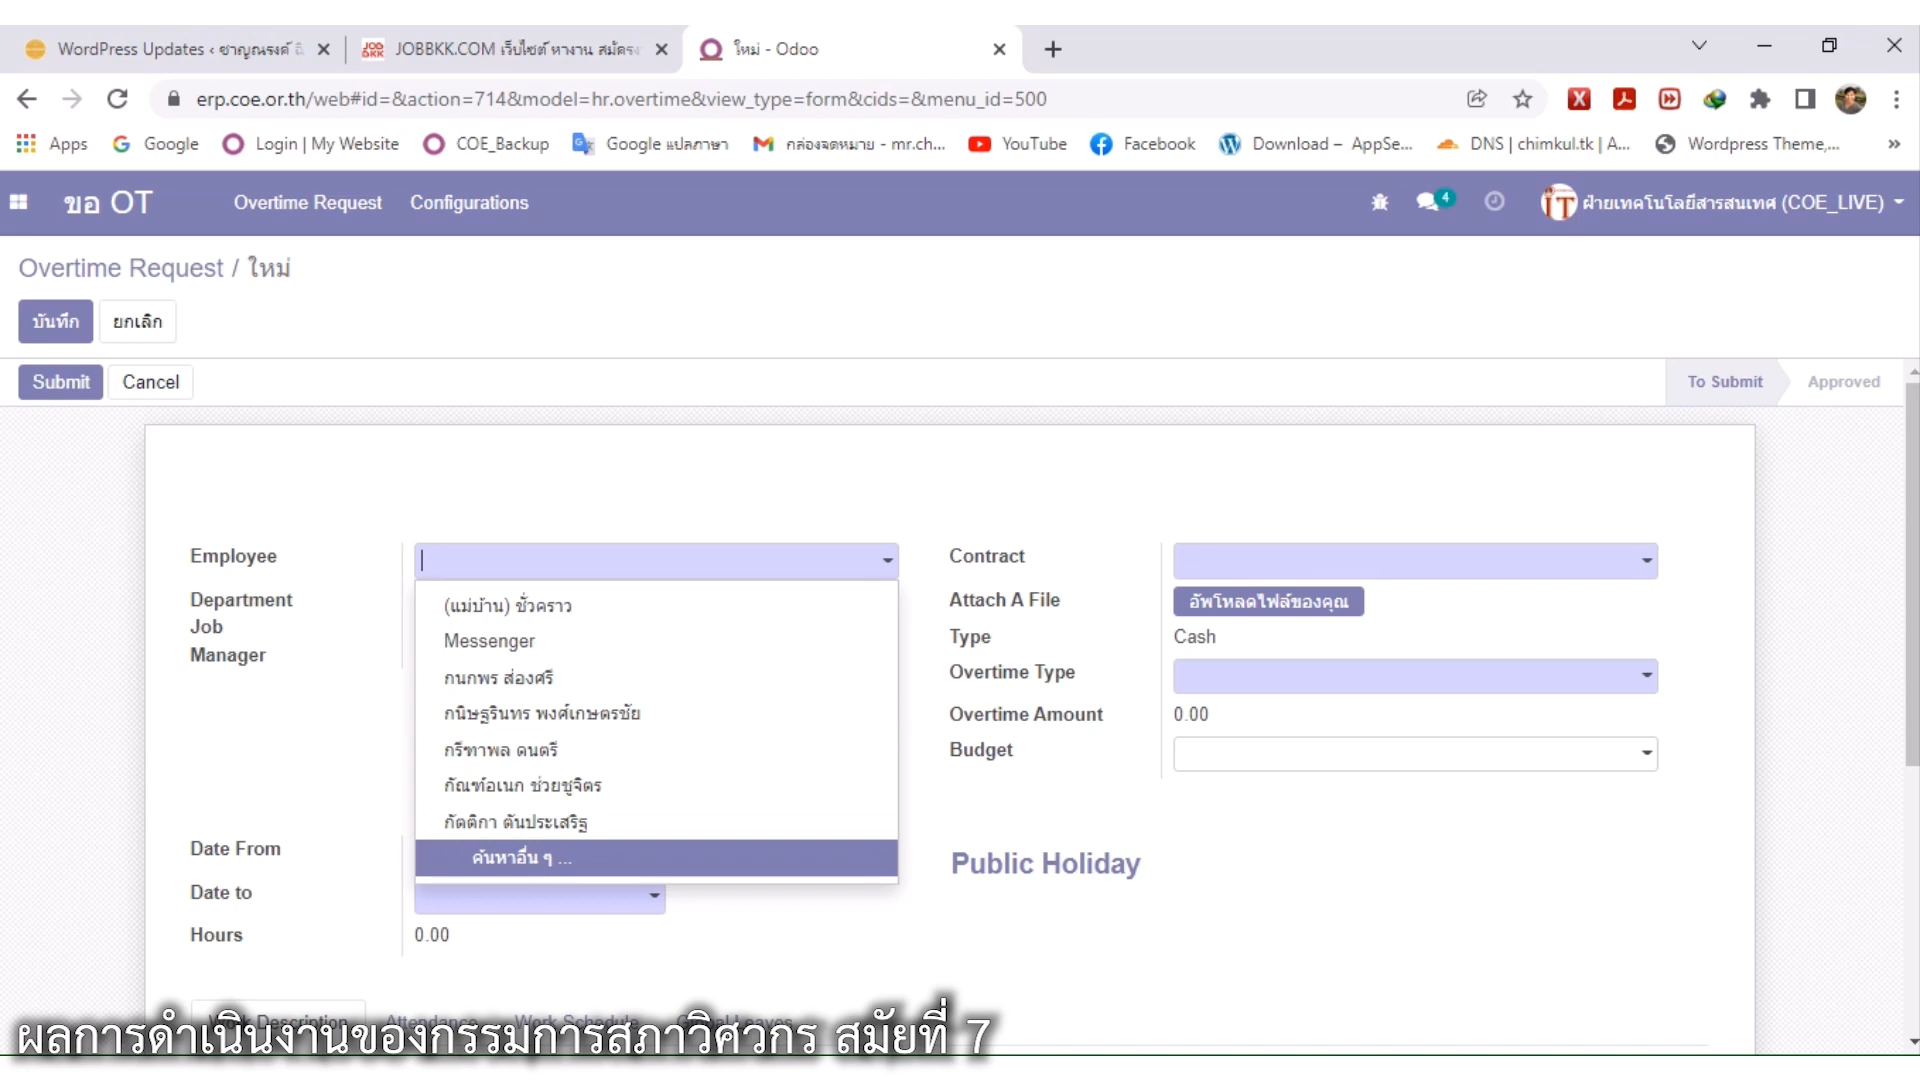 WordPress Updates ‹ ชาญณรงค์ ฉิ
JOBBKK.COM เว็บไซต์ หางาน สมัครง
ใหม่ - Odoo
erp.coe.or.th/web#id=&action=714&model=hr.overtime&view_type=form&cids=&menu_id=500
Apps Google Login | My Website COE_Backup Google แปลภาษา กล่องจดหมาย - mr.ch... YouTube Facebook Download – AppSe... DNS | chimkul.tk | A... Wordpress Theme,... »
ขอ OT Overtime Request Configurations 4 IT ฝ่ายเทคโนโลยีสารสนเทศ (COE_LIVE)
Overtime Request / ใหม่
บันทึก ยกเลิก
Submit Cancel To Submit Approved
Employee
Department
Job
Manager
(แม่บ้าน) ชั่วคราว
Messenger
กนกพร ส่องศรี
กนิษฐรินทร พงศ์เกษตรชัย
กรีฑาพล ดนตรี
กัณฑ์อเนก ช่วยชูจิตร
กัตติกา ตันประเสริฐ
ค้นหาอื่น ๆ ...
Contract
Attach A File อัพโหลดไฟล์ของคุณ
Type Cash
Overtime Type
Overtime Amount 0.00
Budget
Date From
Date to
Hours 0.00
Public Holiday
Work Description Attendance Work Schedule
ผลการดำเนินงานของกรรมการสภาวิศวกร สมัยที่ 7